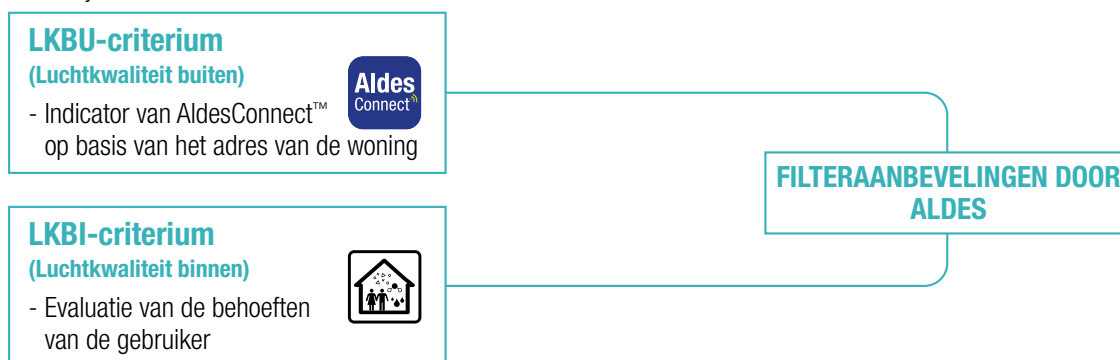 LKBU-criterium
(Luchtkwaliteit buiten)
Aldes
Connect
- Indicator van AldesConnect™
op basis van het adres van de woning
FILTERAANBEVELINGEN DOOR
ALDES
LKBI-criterium
(Luchtkwaliteit binnen)
- Evaluatie van de behoeften
van de gebruiker